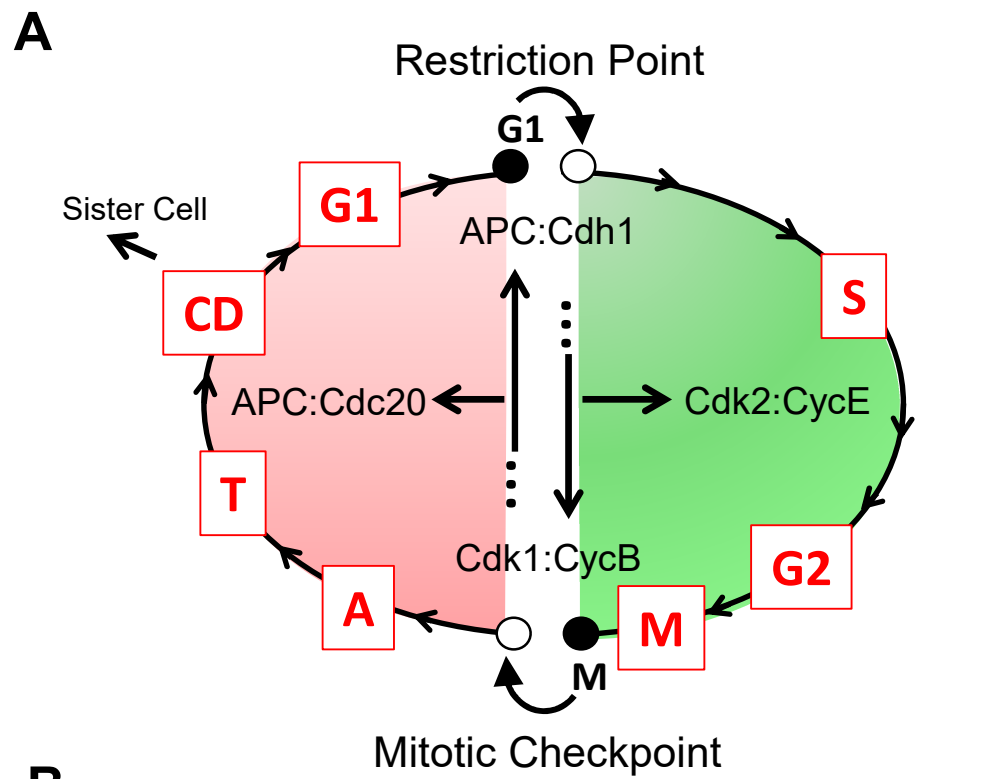 A
Restriction Point
G1
G1
Sister Cell
APC:Cdh1
CD
S
APC:Cdc20
Cdk2:CycE
T
Cdk1:CycB
G2
A
M
M
Mitotic Checkpoint
B